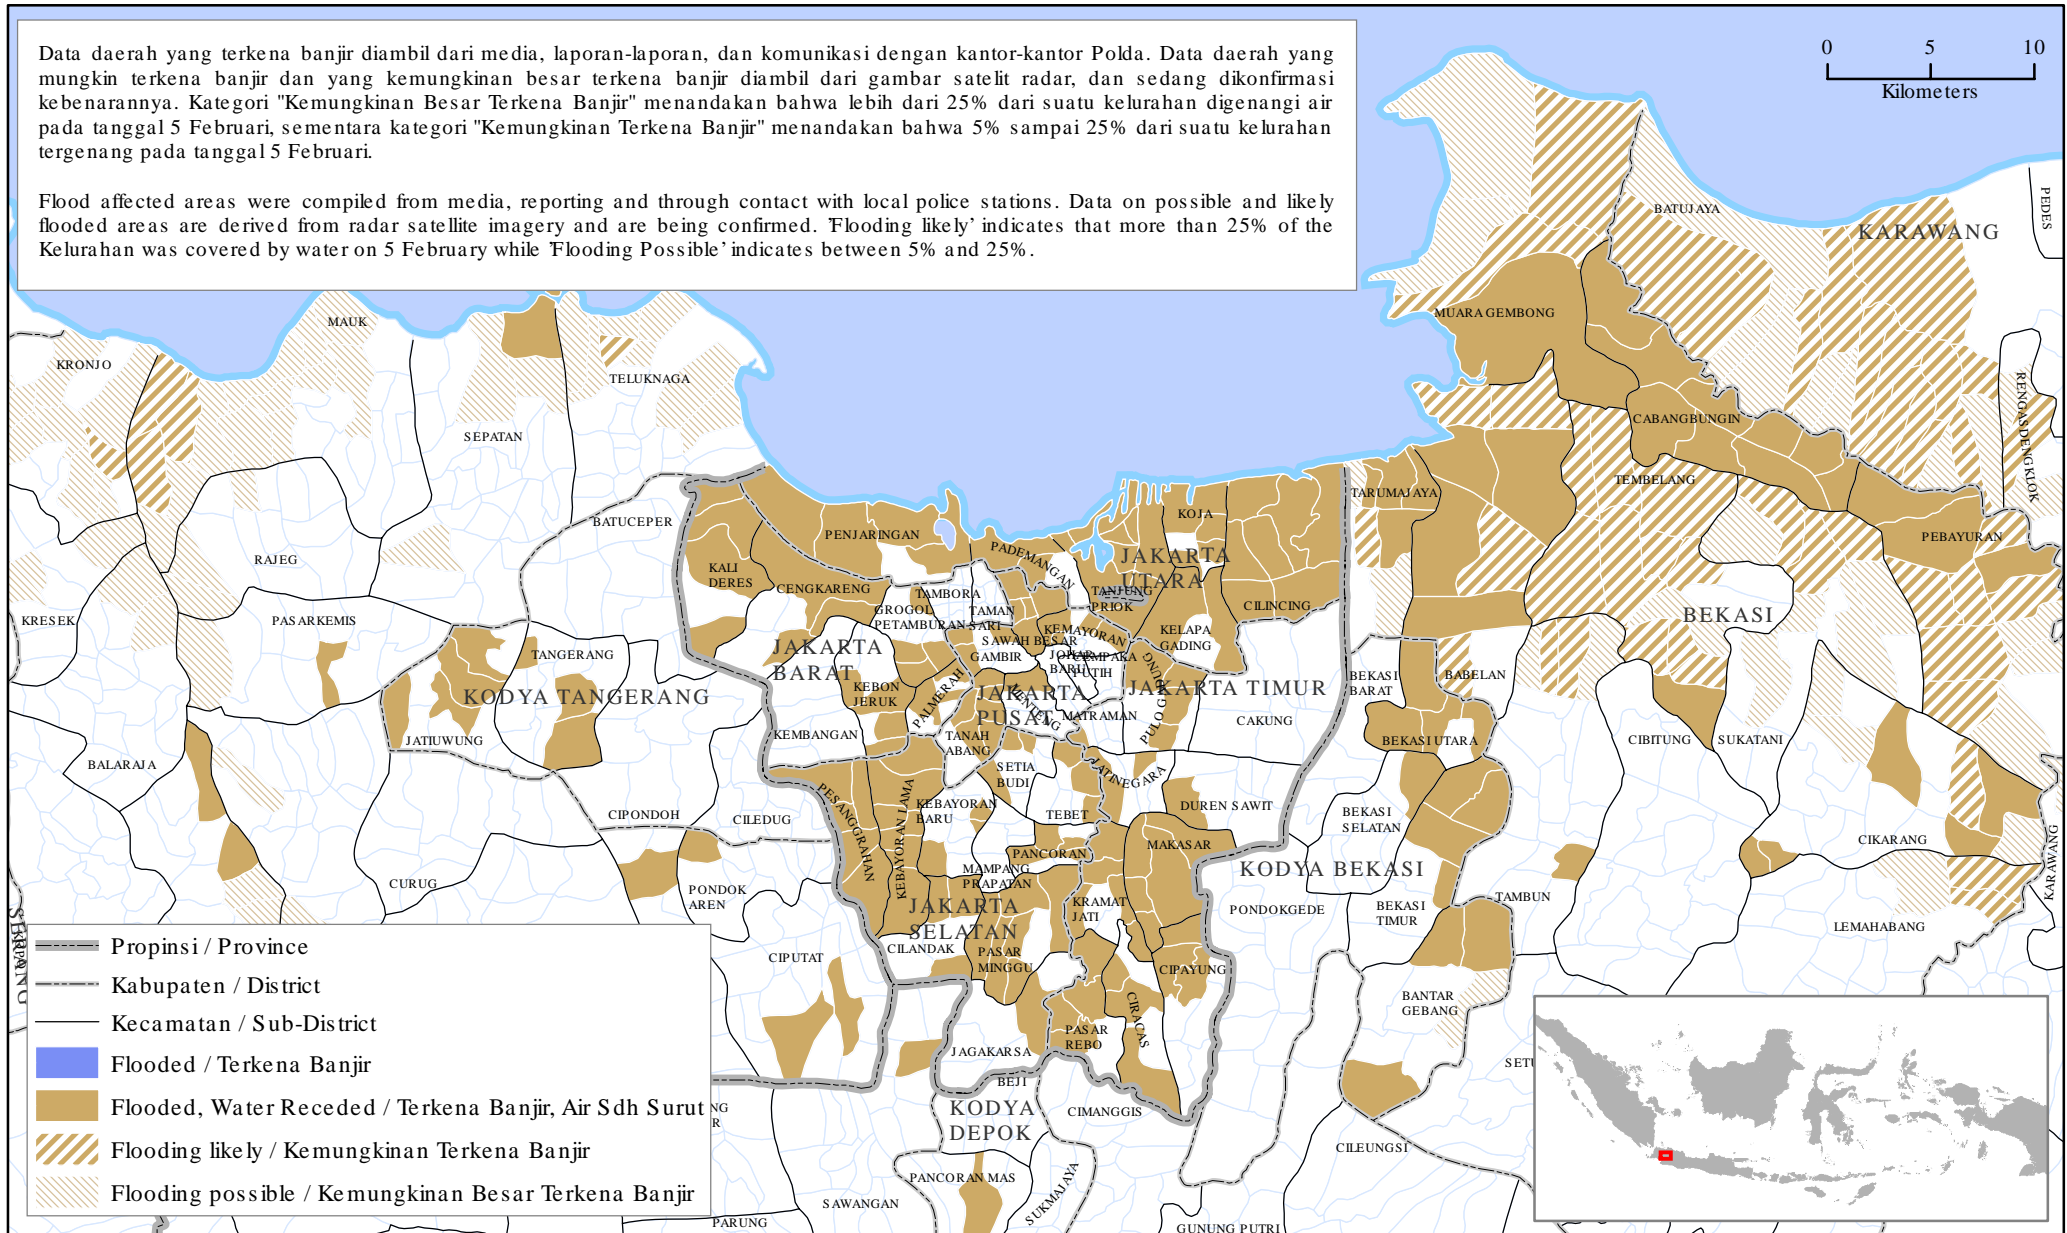 Data daerah yang terkena banjir diambil dari media, laporan-laporan, dan komunikasi dengan kantor-kantor Polda. Data daerah yang
mungkin terkena banjir dan yang kemungkinan besar terkena banjir diambil dari gambar satelit radar, dan sedang dikonfirmasi
kebenarannya. Kategori "Kemungkinan Besar Terkena Banjir" menandakan bahwa lebih dari 25% dari suatu kelurahan digenangi air
pada tanggal 5 Februari, sementara kategori "Kemungkinan Terkena Banjir" menandakan bahwa 5% sampai 25% dari suatu kelurahan
tergenang pada tanggal 5 Februari.
Flood affected areas were compiled from media, reporting and through contact with local police stations. Data on possible and likely
flooded areas are derived from radar satellite imagery and are being confirmed. 'Flooding likely' indicates that more than 25% of the
Kelurahan was covered by water on 5 February while 'Flooding Possible' indicates between 5% and 25%.
0 5 10
Kilometers
PEDES
BATUJAYA
KARAWANG
MUARA GEMBONG
MAUK
KRONJO
TELUKNAGA
RENGASDENGKLOK
CABANGBUNGIN
SEPATAN
TEMBELANG
TARUMAJAYA
KOJA
BATUCEPER
PENJARINGAN
PADEMANGAN
JAKARTA
UTARA
PEBAYURAN
RAJEG
KALI
DERES
CENGKARENG
TAMBORA
TANJUNG
PRIOK
CILINCING
GROGOL
PETAMBURAN
TAMAN
SARI
BEKASI
KRESEK
PASARKEMIS
KEMAYORAN
KELAPA
GADING
SAWAH BESAR
JAKARTA
BARAT
GAMBIR
JOHAR
BARU
CEMPAKA
PUTIH
TANGERANG
PULO GADUNG
BEKASI
BARAT
BABELAN
KODYA TANGERANG
KEBON
JERUK
PALMERAH
JAKARTA
PUSAT
MENTENG
JAKARTA TIMUR
MATRAMAN
CAKUNG
KEMBANGAN
TANAH
ABANG
JATIUWUNG
BEKASI UTARA
CIBITUNG
SUKATANI
BALARAJA
SETIA
BUDI
JATINEGARA
PESANGGRAHAN
KEBAYORAN LAMA
KEBAYORAN
BARU
TEBET
DUREN SAWIT
BEKASI
SELATAN
CIPONDOH
CILEDUG
CIKARANG
PANCORAN
MAKASAR
MAMPANG
PRAPATAN
KODYA BEKASI
KARAWANG
CURUG
PONDOK
AREN
JAKARTA
SELATAN
KRAMAT
JATI
PONDOKGEDE
BEKASI
TIMUR
TAMBUN
LEMAHABANG
SERPANG
CILANDAK
CIPUTAT
PASAR
MINGGU
CIPAYUNG
BANTAR
GEBANG
CIRACAS
PASAR
REBO
JAGAKARSA
SETU
BEJI
KODYA
DEPOK
CIMANGGIS
NG
R
CILEUNGSI
PANCORAN MAS
SUKMAJAYA
SAWANGAN
PARUNG
GUNUNG PUTRI
Propinsi / Province
Kabupaten / District
Kecamatan / Sub-District
Flooded / Terkena Banjir
Flooded, Water Receded / Terkena Banjir, Air Sdh Surut
Flooding likely / Kemungkinan Terkena Banjir
Flooding possible / Kemungkinan Besar Terkena Banjir